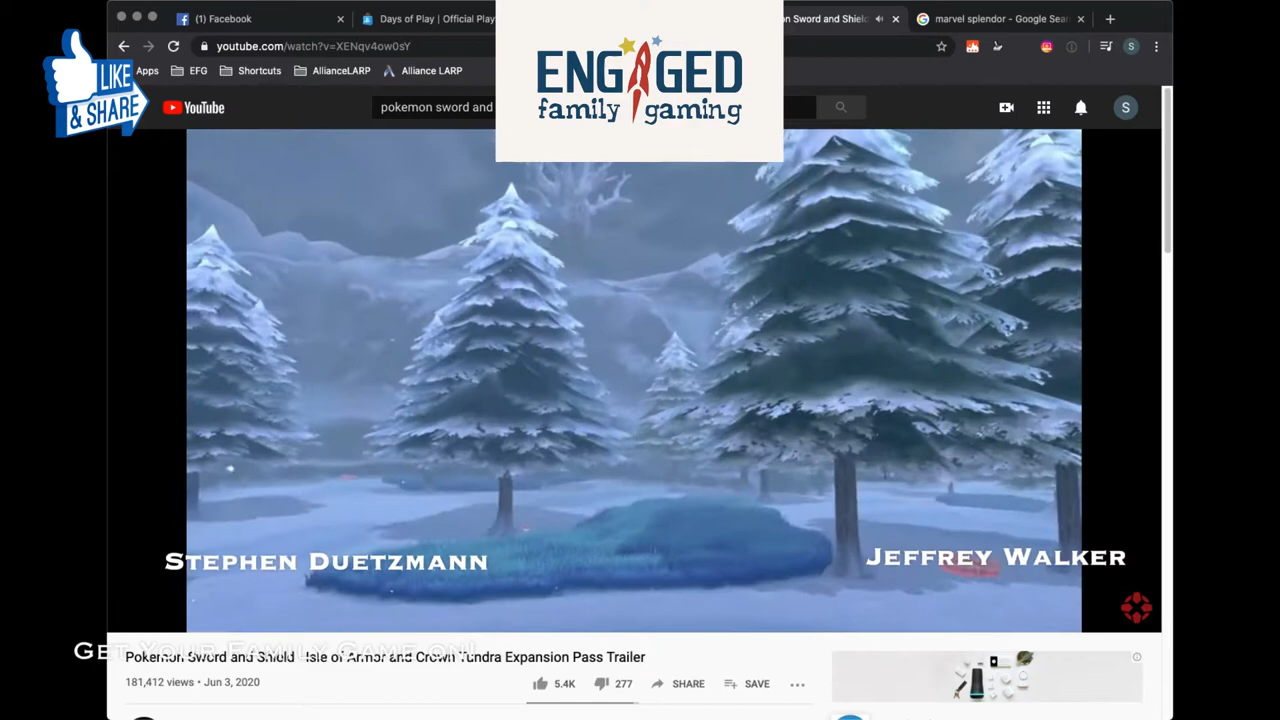 (1) Facebook
Days of Play | Official Play
n Sword and Shiel
marvel splendor - Google Sear
youtube.com/watch?v=XENqv4ow0sY
S
Apps
EFG
Shortcuts
AllianceLARP
Alliance LARP
LIKE
& SHARE
ENGAGED
family gaming
YouTube
pokemon sword and
S
STEPHEN DUETZMANN
JEFFREY WALKER
GET YOUR FAMILY GAME ON!
Pokemon Sword and Shield - Isle of Armor and Crown Tundra Expansion Pass Trailer
181,412 views • Jun 3, 2020
5.4K
277
SHARE
SAVE